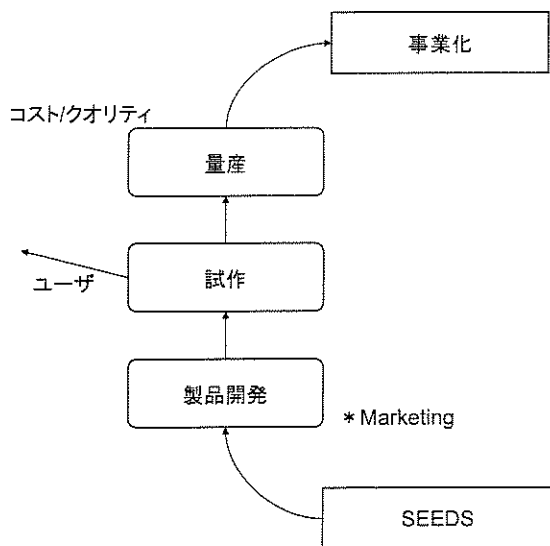 事業化
コスト/クオリティ
量産
試作
ユーザ
製品開発
* Marketing
SEEDS